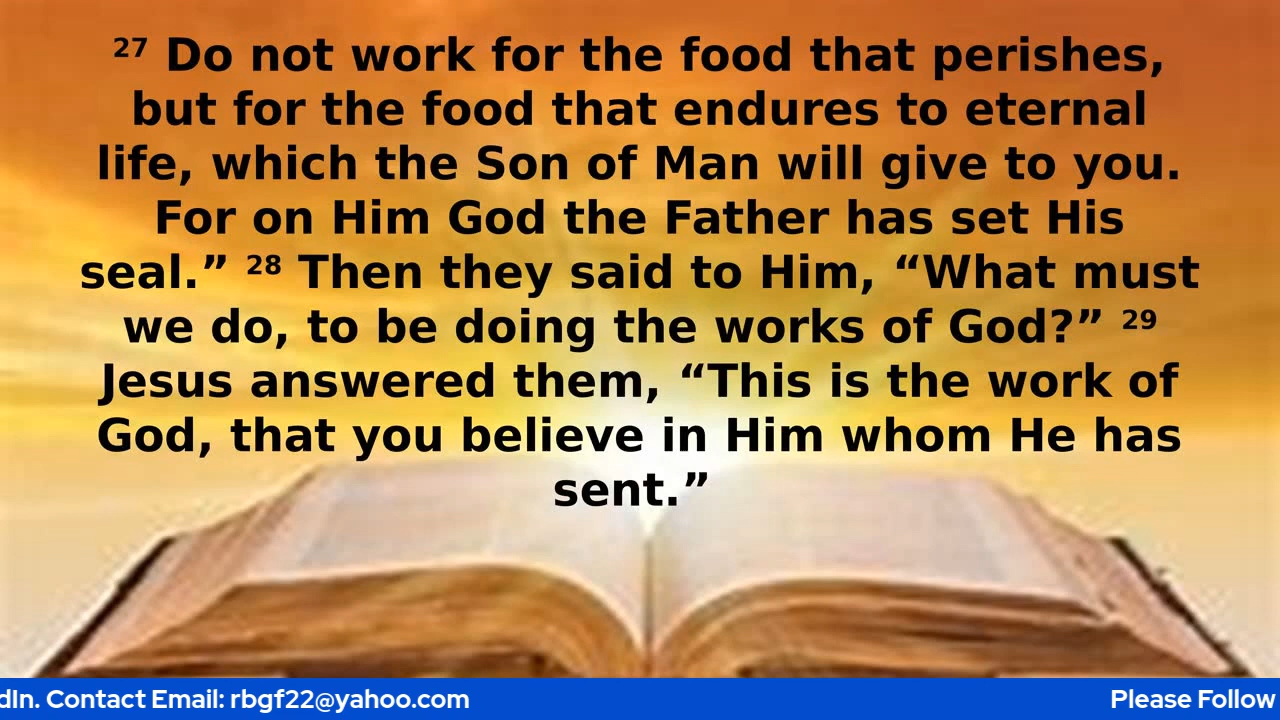 27 Do not work for the food that perishes,
but for the food that endures to eternal
life, which the Son of Man will give to you.
For on Him God the Father has set His
seal.” 28 Then they said to Him, “What must
we do, to be doing the works of God?” 29
Jesus answered them, “This is the work of
God, that you believe in Him whom He has
sent.”
dIn. Contact Email: rbgf22@yahoo.com
Please Follow